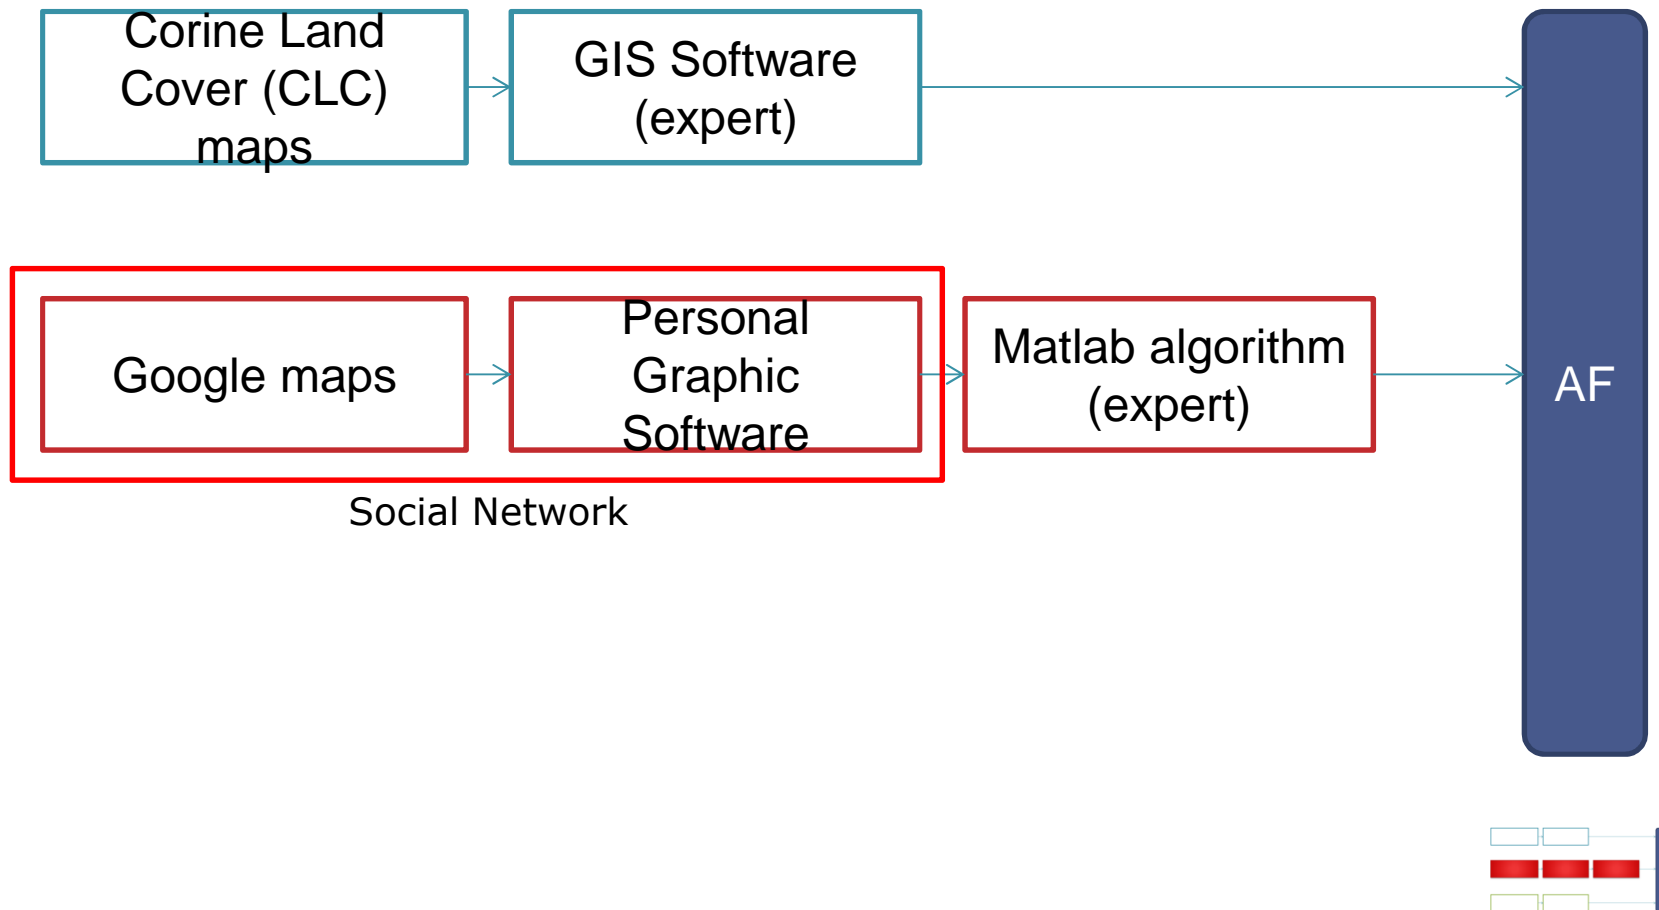 Corine Land
Cover (CLC)
maps
GIS Software
(expert)
Google maps
Personal
Graphic
Software
Matlab algorithm
(expert)
AF
Social Network